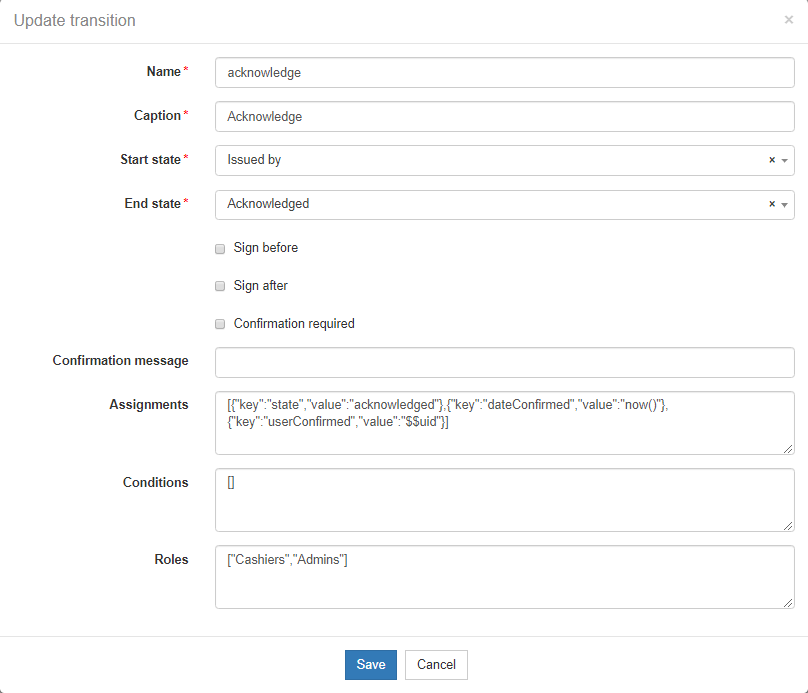 Update transition ×
Name* acknowledge
Caption* Acknowledge
Start state* Issued by ×
End state* Acknowledged ×
Sign before
Sign after
Confirmation required
Confirmation message
Assignments [{"key":"state","value":"acknowledged"},{"key":"dateConfirmed","value":"now()"},
{"key":"userConfirmed","value":"$$uid"}]
Conditions []
Roles ["Cashiers","Admins"]
Save Cancel